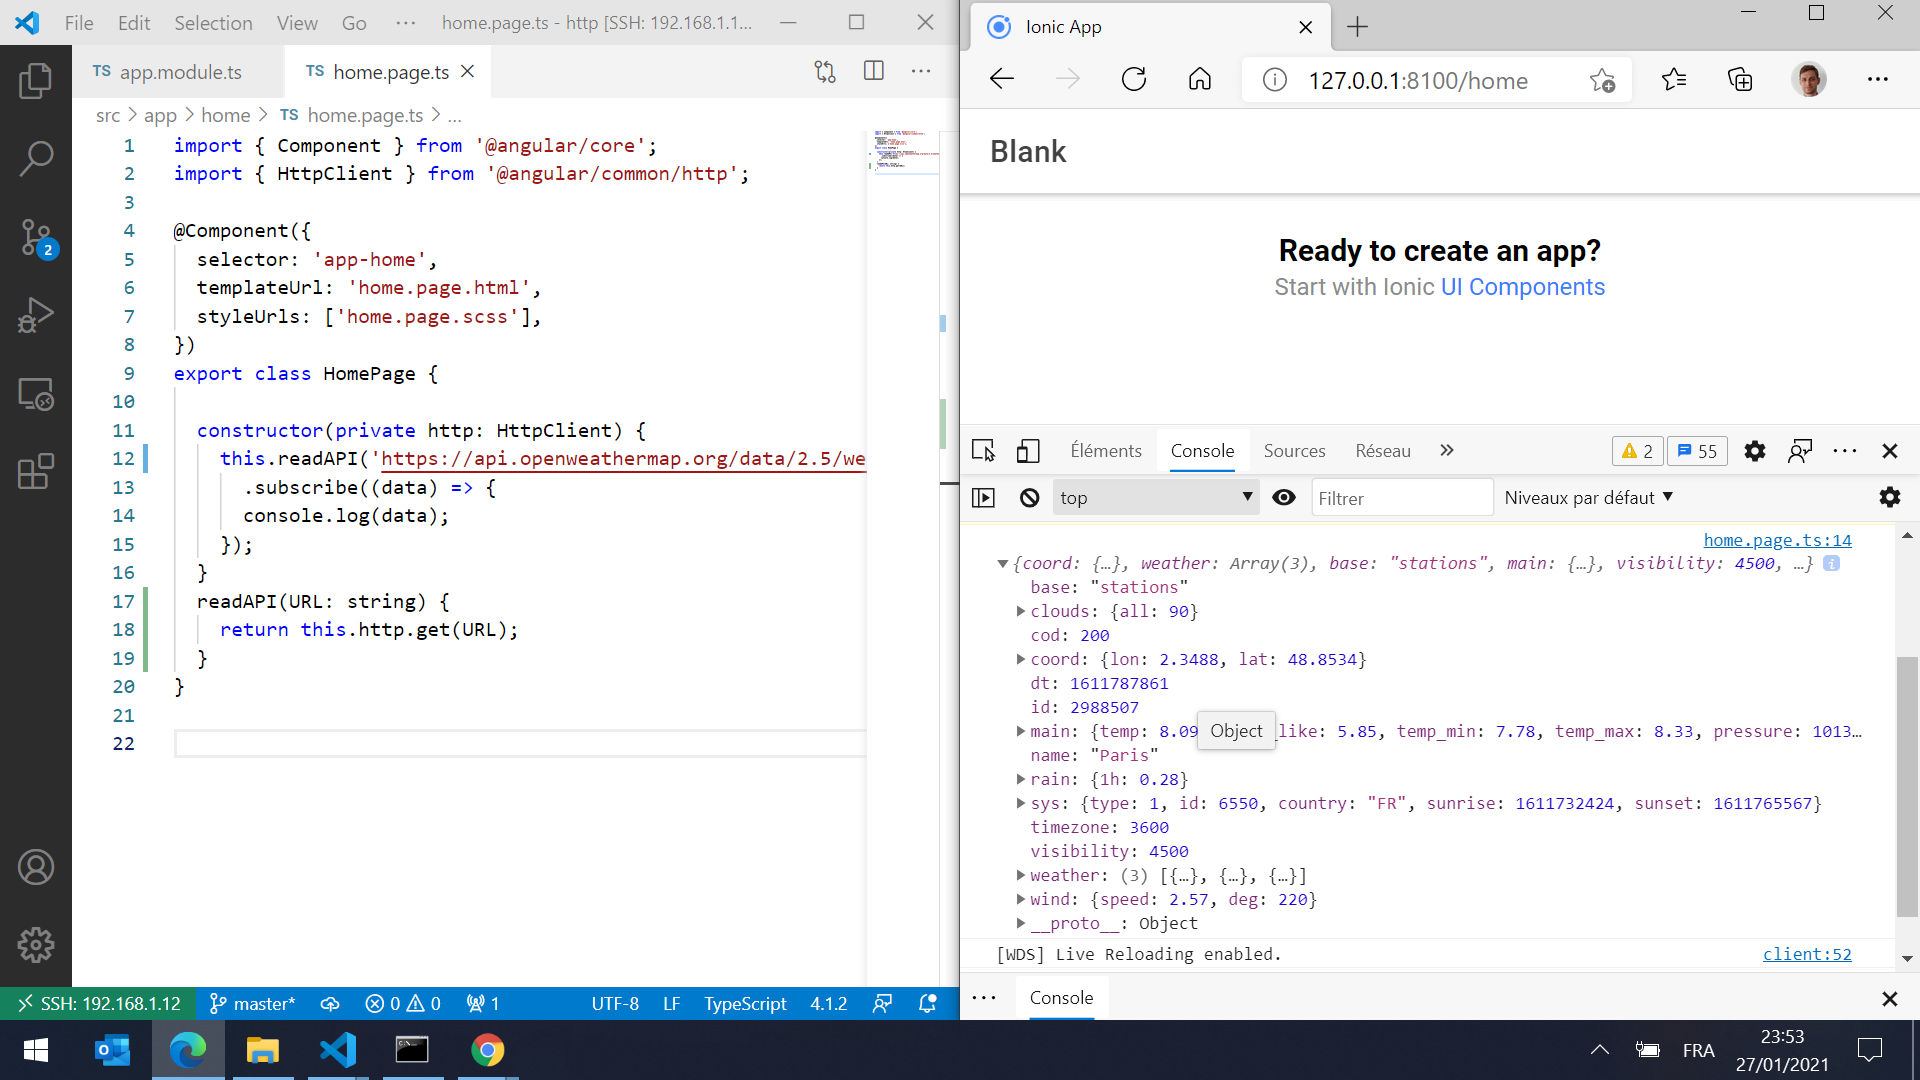 File Edit Selection View Go ··· home.page.ts - http [SSH: 192.168.1.1...
TS app.module.ts TS home.page.ts
src > app > home > TS home.page.ts > ...
1 import { Component } from '@angular/core';
2 import { HttpClient } from '@angular/common/http';
3
4 @Component({
5 selector: 'app-home',
6 templateUrl: 'home.page.html',
7 styleUrls: ['home.page.scss'],
8 })
9 export class HomePage {
10
11 constructor(private http: HttpClient) {
12 this.readAPI('https://api.openweathermap.org/data/2.5/we
13 .subscribe((data) => {
14 console.log(data);
15 });
16 }
17 readAPI(URL: string) {
18 return this.http.get(URL);
19 }
20 }
21
22
2
SSH: 192.168.1.12 master* 0 0 1 UTF-8 LF TypeScript 4.1.2
Ionic App
127.0.0.1:8100/home
Blank
Ready to create an app?
Start with Ionic UI Components
Éléments Console Sources Réseau » 2 55
top Filtrer Niveaux par défaut
home.page.ts:14
{coord: {…}, weather: Array(3), base: "stations", main: {…}, visibility: 4500, …}
base: "stations"
clouds: {all: 90}
cod: 200
coord: {lon: 2.3488, lat: 48.8534}
dt: 1611787861
id: 2988507
main: {temp: 8.09 Object _like: 5.85, temp_min: 7.78, temp_max: 8.33, pressure: 1013…
name: "Paris"
rain: {1h: 0.28}
sys: {type: 1, id: 6550, country: "FR", sunrise: 1611732424, sunset: 1611765567}
timezone: 3600
visibility: 4500
weather: (3) [{…}, {…}, {…}]
wind: {speed: 2.57, deg: 220}
__proto__: Object
[WDS] Live Reloading enabled. client:52
Console
FRA
23:53
27/01/2021